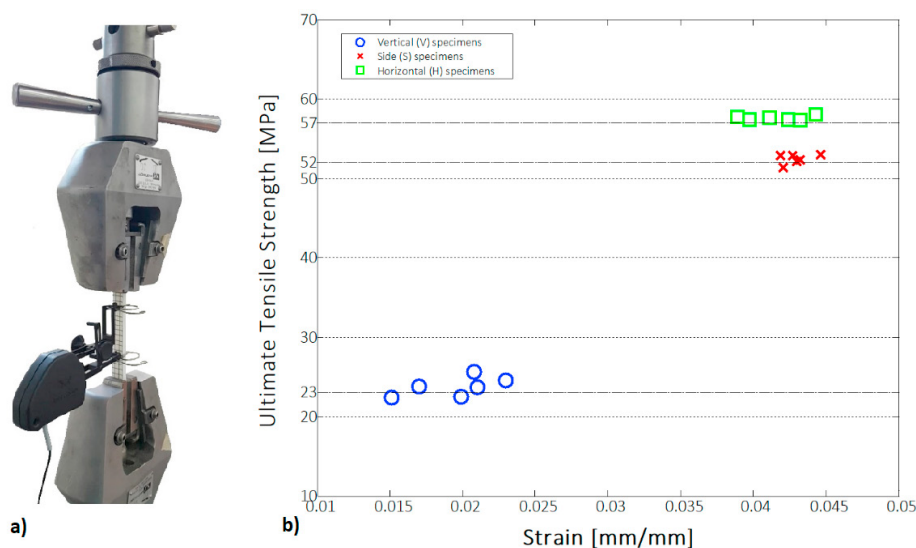 70
Vertical (V) specimens
Side (S) specimens
Horizontal (H) specimens
60
57
52
50
40
30
23
20
10
0.01
0.015
0.02
0.025
0.03
0.035
0.04
0.045
0.05
Ultimate Tensile Strength [MPa]
Strain [mm/mm]
a)
b)